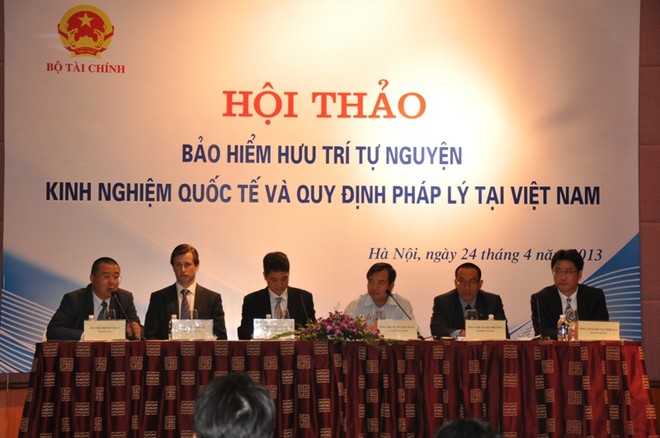 BỘ TÀI CHÍNH
HỘI THẢO
BẢO HIỂM HƯU TRÍ TỰ NGUYỆN
KINH NGHIỆM QUỐC TẾ VÀ QUY ĐỊNH PHÁP LÝ TẠI VIỆT NAM
Hà Nội, ngày 24 tháng 4 năm 2013